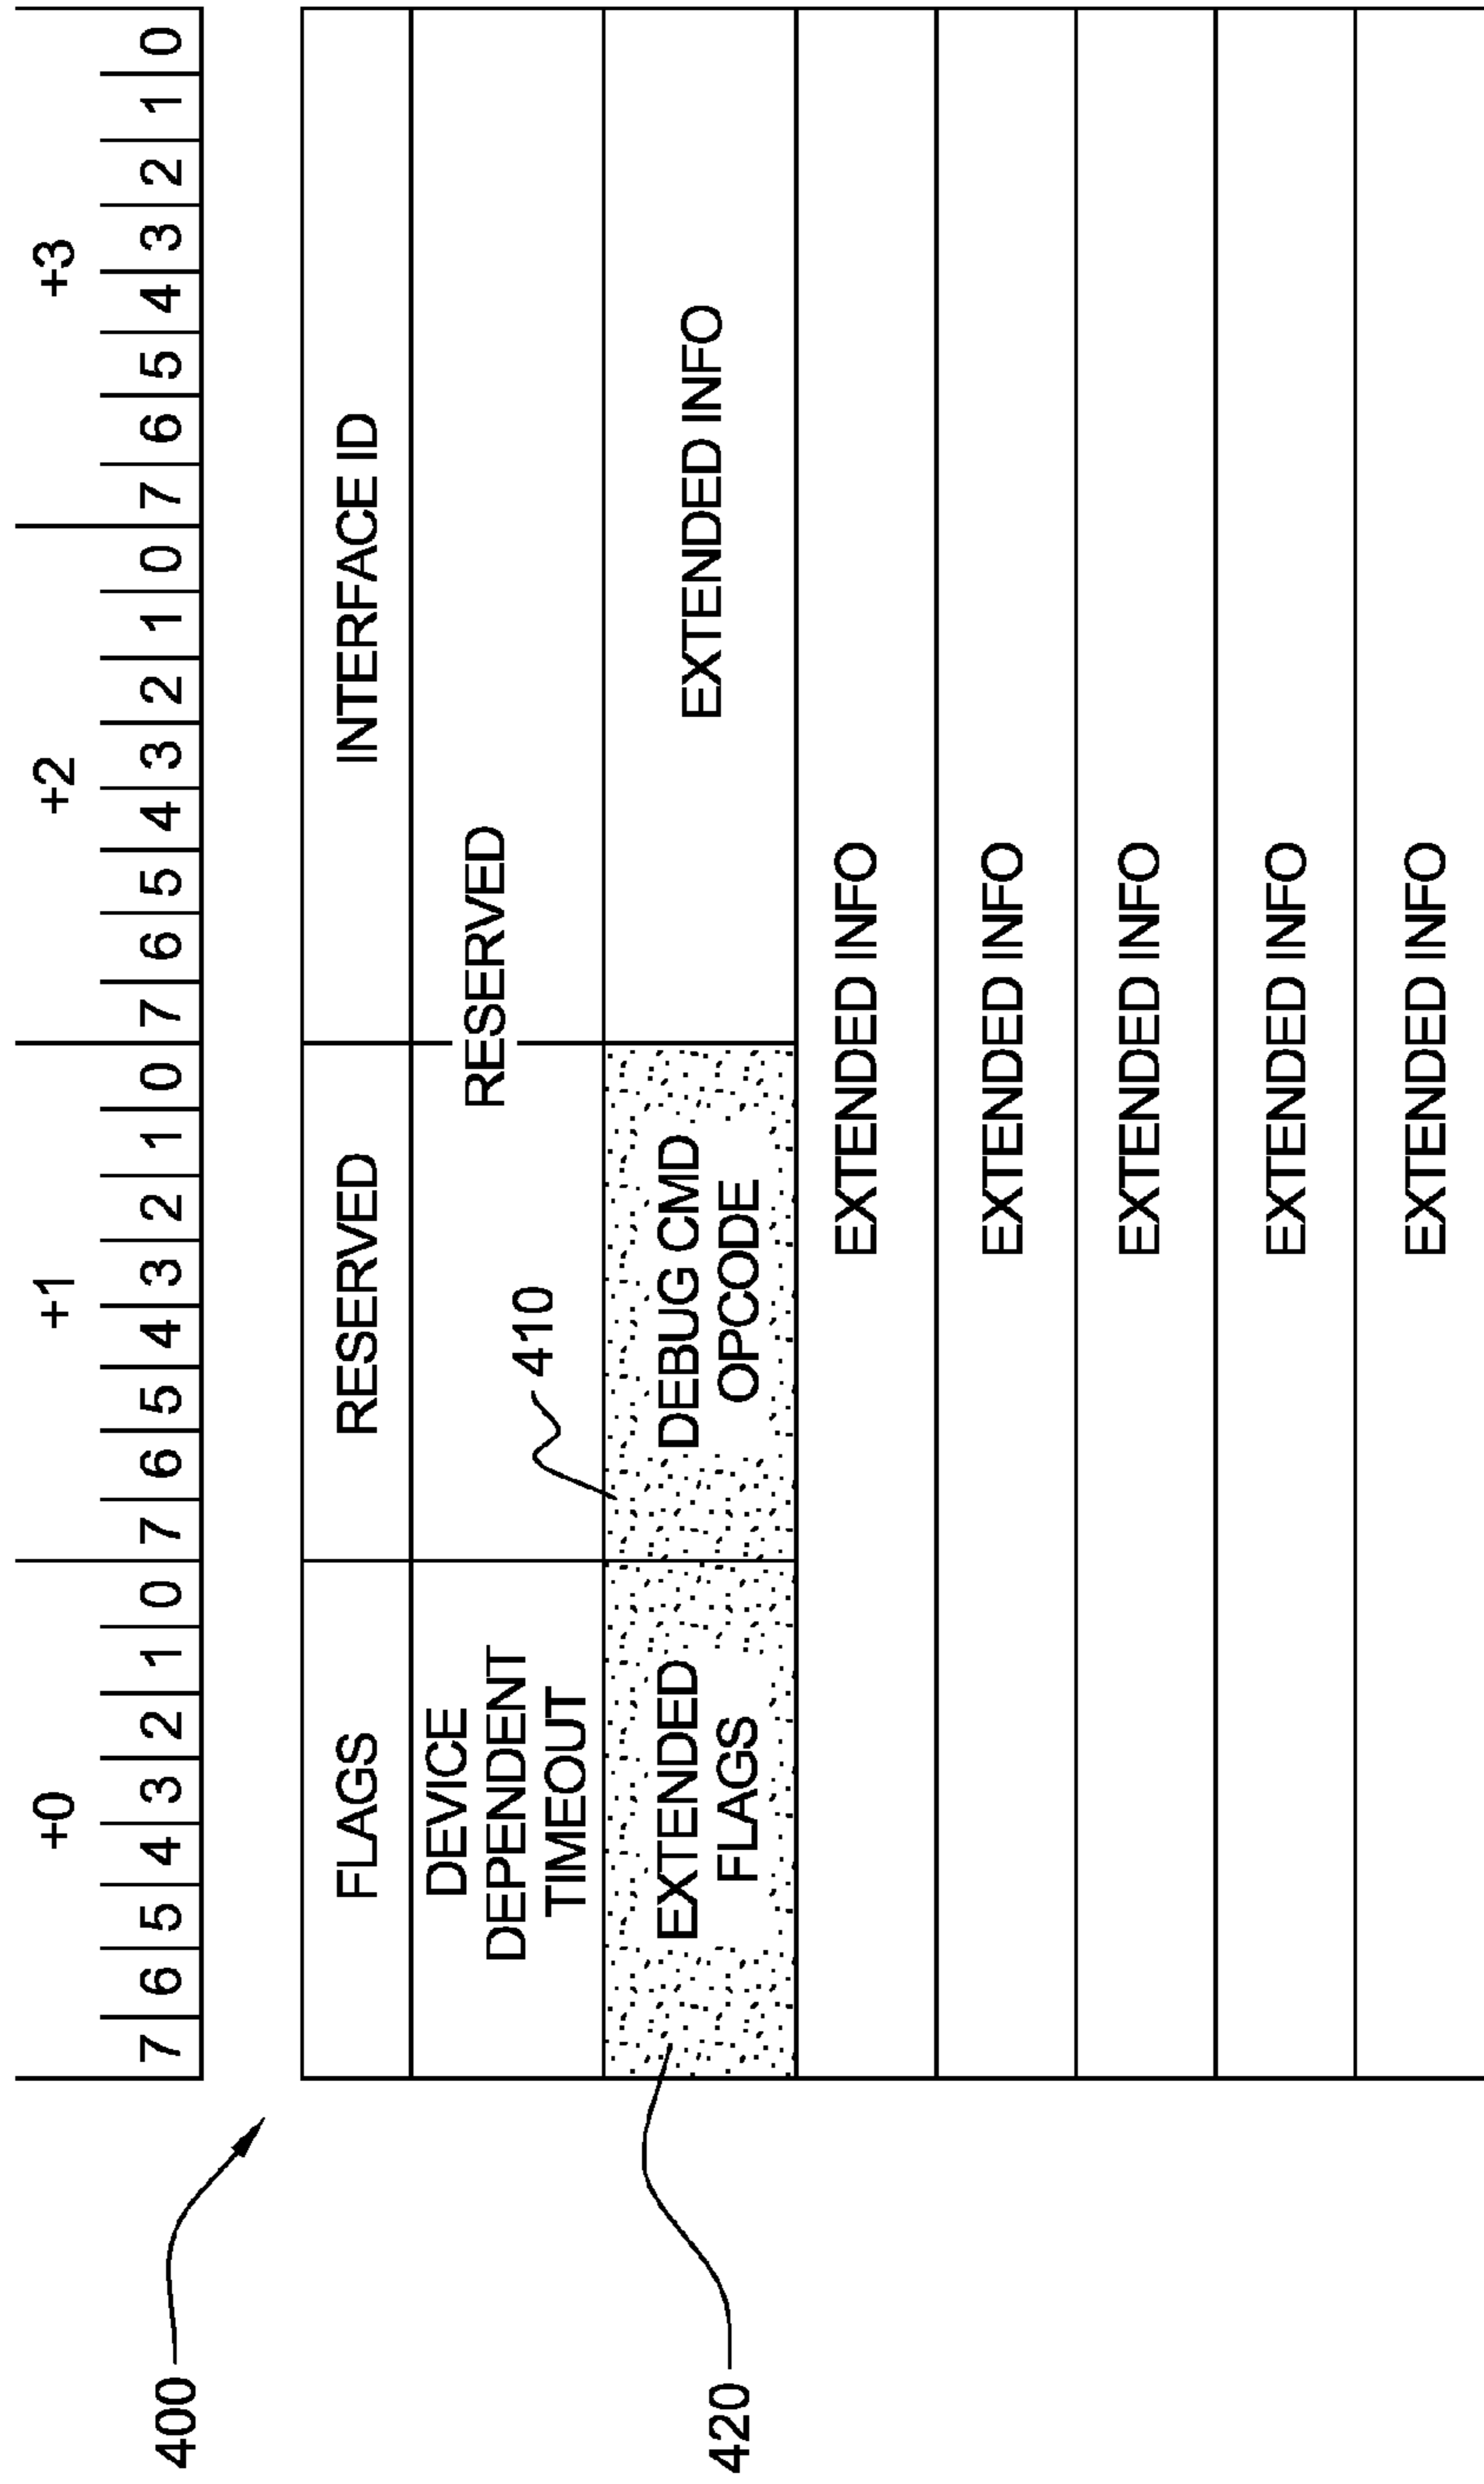 +0 +1 +2 +3
7 6 5 4 3 2 1 0 7 6 5 4 3 2 1 0 7 6 5 4 3 2 1 0 7 6 5 4 3 2 1 0
400
FLAGS RESERVED INTERFACE ID
DEVICE
DEPENDENT
TIMEOUT
RESERVED
410
EXTENDED
FLAGS
DEBUG CMD
OPCODE
EXTENDED INFO
420
EXTENDED INFO
EXTENDED INFO
EXTENDED INFO
EXTENDED INFO
EXTENDED INFO